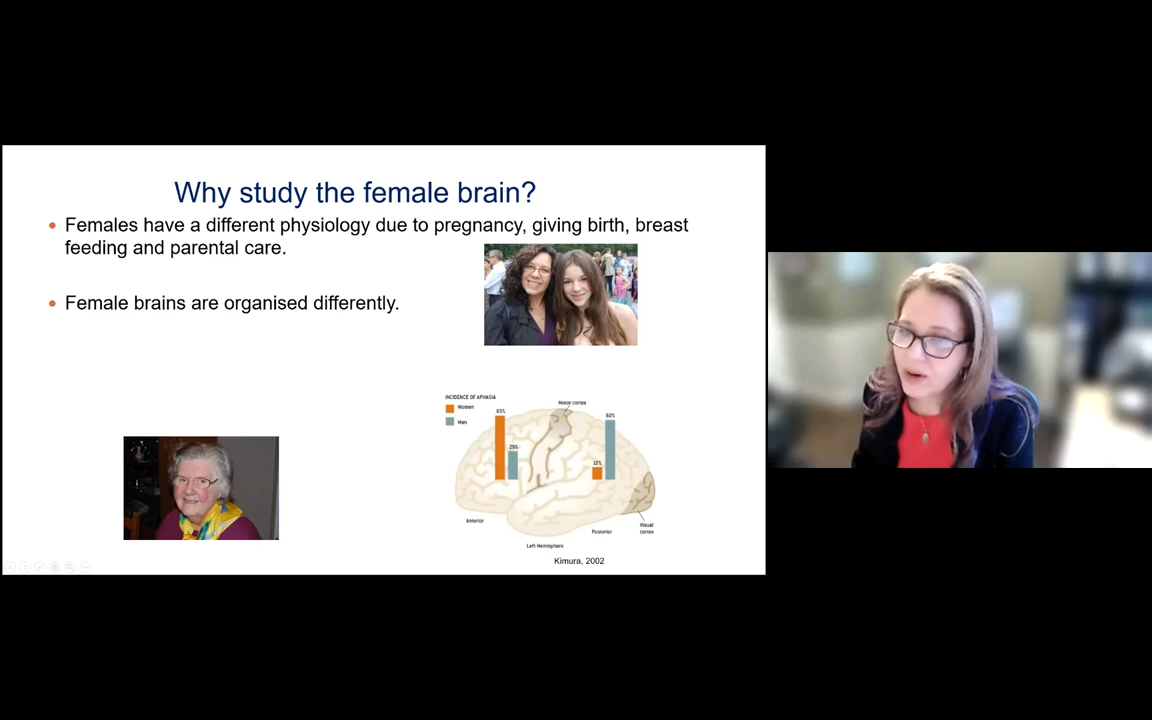 Why study the female brain?
• Females have a different physiology due to pregnancy, giving birth, breast
feeding and parental care.
• Female brains are organised differently.
INCIDENCE OF APHASIA
Women
Men
Motor cortex
65%
29%
60%
12%
Anterior
Posterior
Visual
cortex
Left Hemisphere
Kimura, 2002